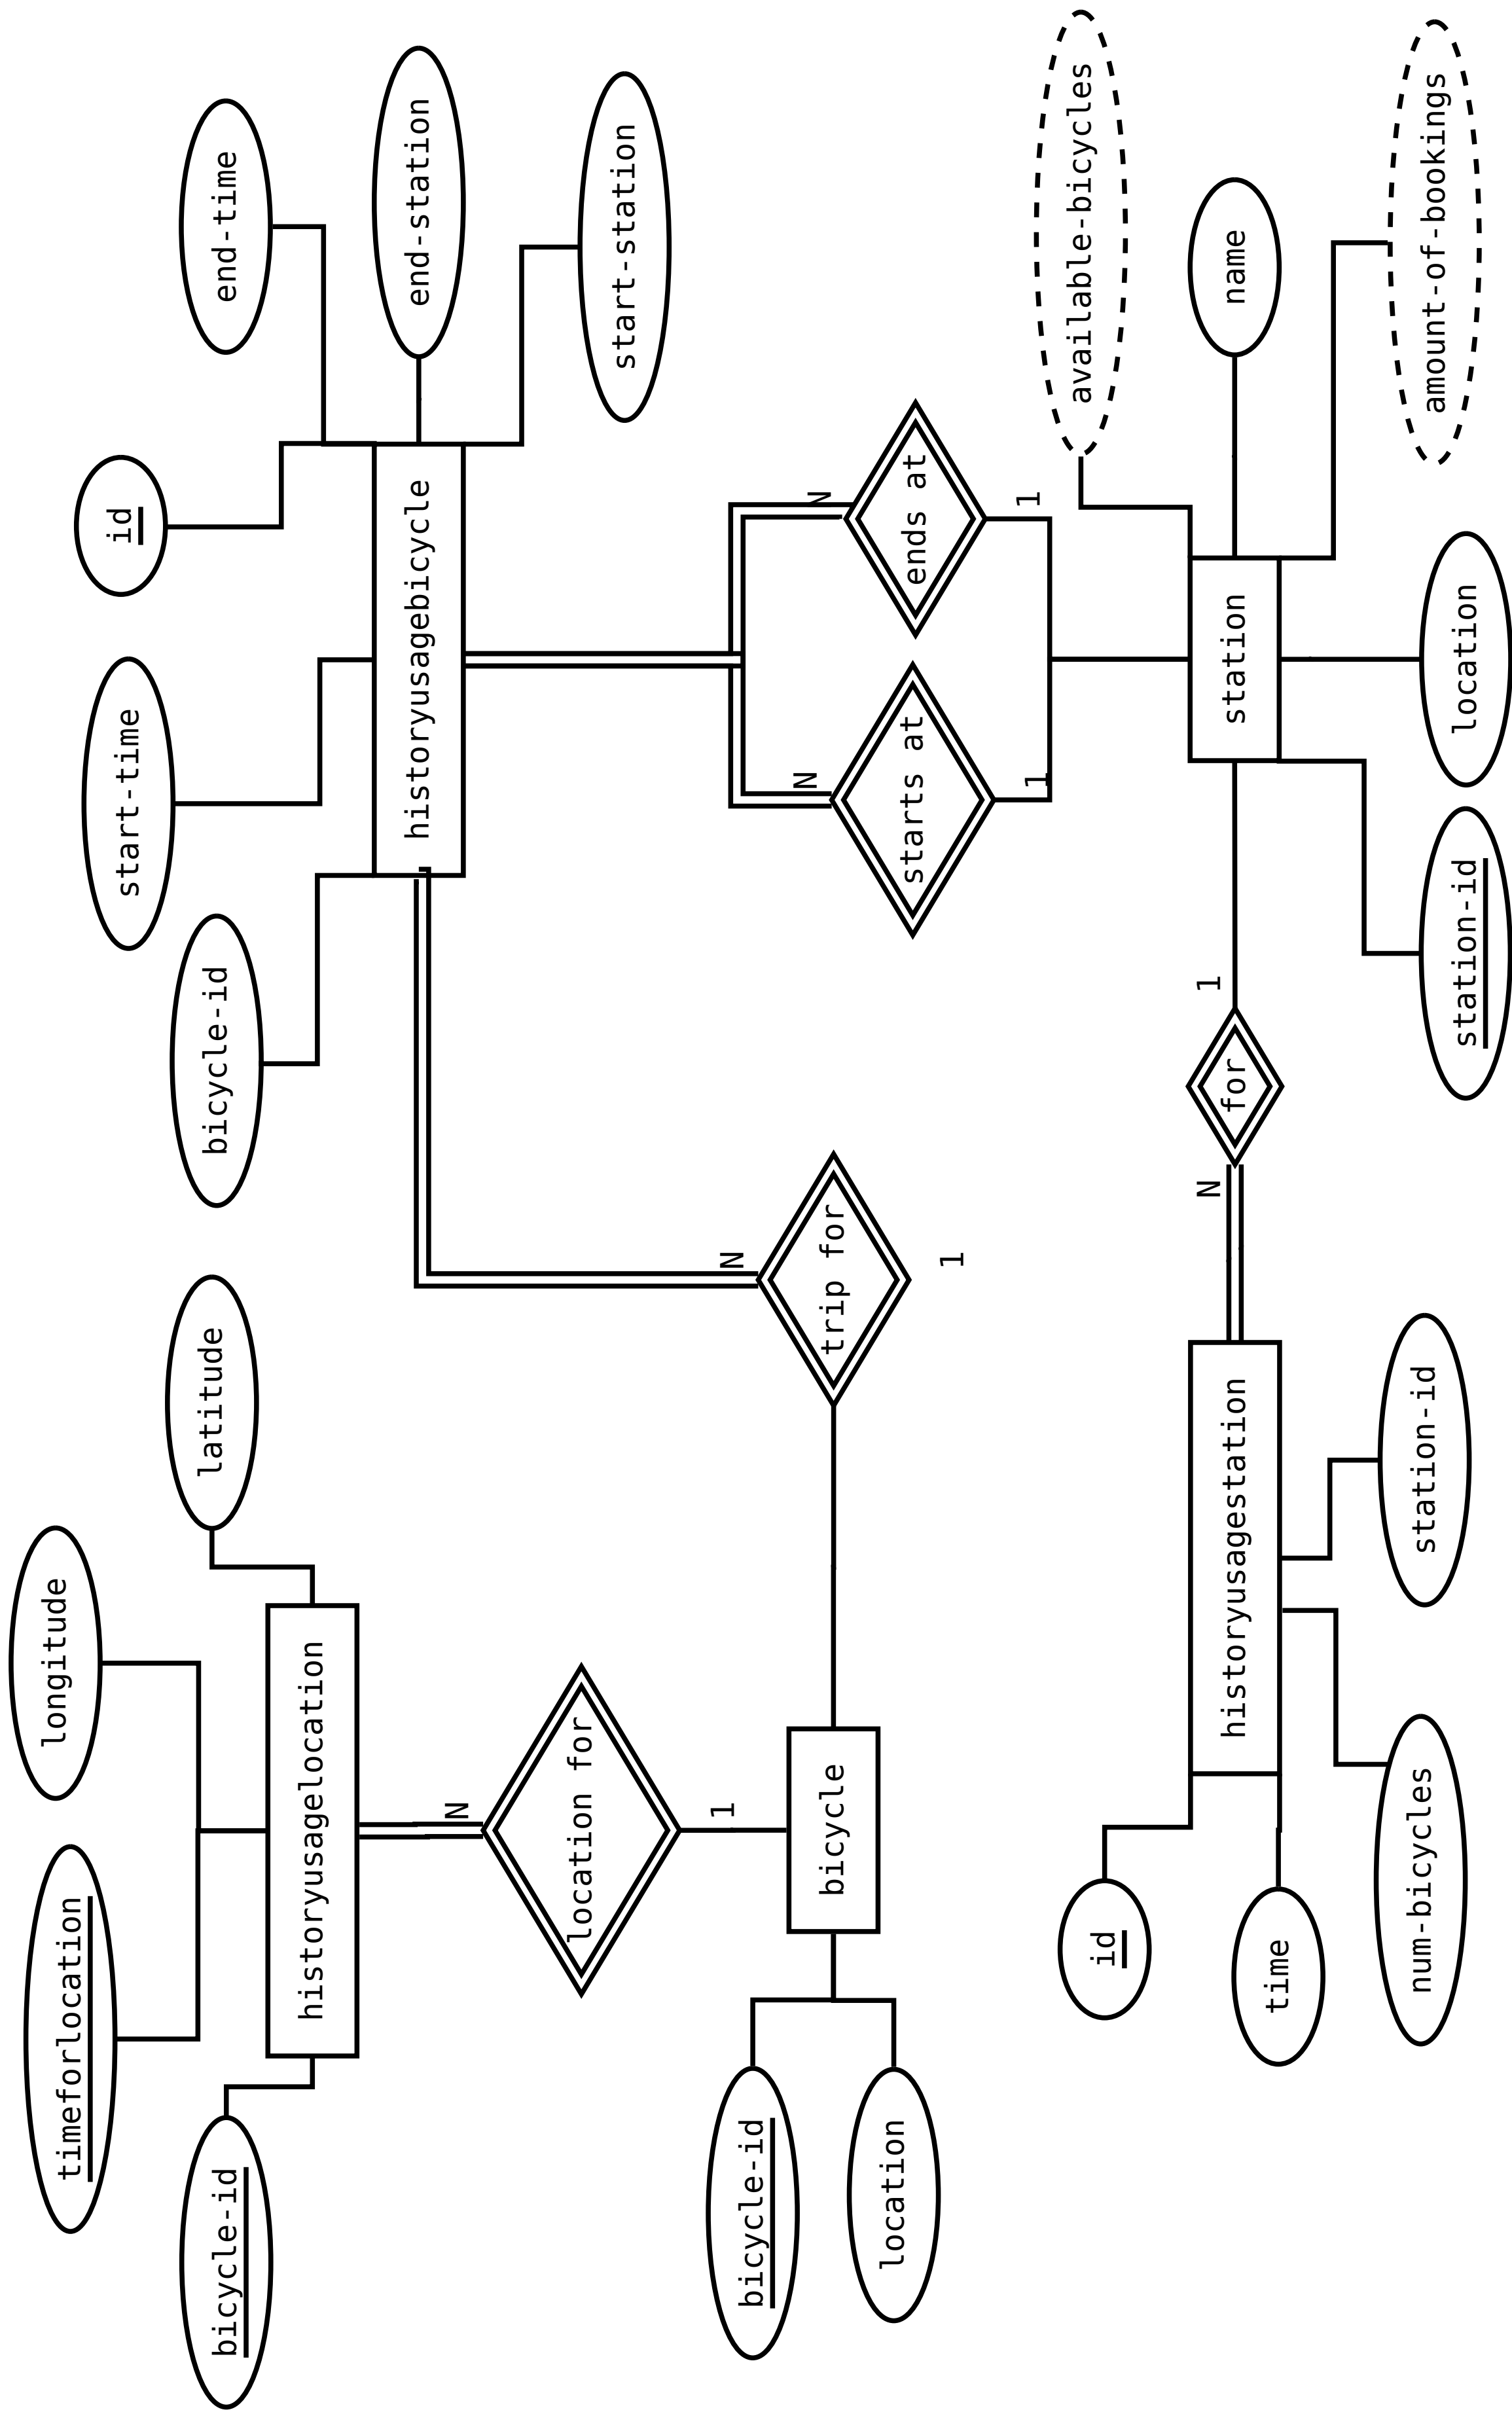 longitude
timeforlocation
id
start-time
bicycle-id
latitude
bicycle-id
end-time
historyusagelocation
historyusagebicycle
end-station
N
location for
start-station
1
N
bicycle-id
N
N
bicycle
trip for
location
starts at
ends at
1
1
1
available-bicycles
id
N
1
historyusagestation
for
station
name
time
num-bicycles
station-id
amount-of-bookings
station-id
location